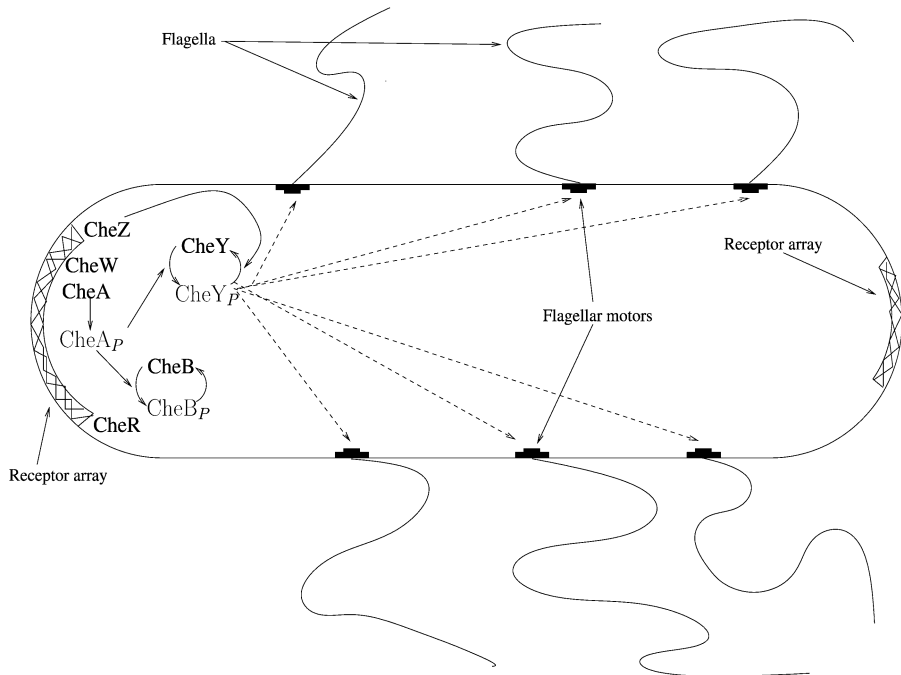 Flagella
CheZ
CheY
CheW
Receptor array
CheA
CheY_P
Flagellar motors
CheA_P
CheB
CheB_P
CheR
Receptor array